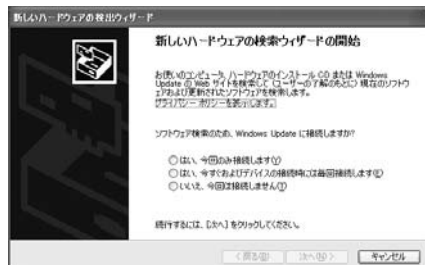 新しいハードウェアの検出ウィザード
新しいハードウェアの検索ウィザードの開始
お使いのコンピュータ、ハードウェアのインストール CD または Windows
Update の Web サイトを検索して (ユーザーの了解のもとに) 現在のソフトウ
ェアおよび更新されたソフトウェアを検索します。
プライバシー ポリシーを表示します。
ソフトウェア検索のため、Windows Update に接続しますか?
はい、今回のみ接続します(Y)
はい、今すぐおよびデバイスの接続時には毎回接続します(E)
いいえ、今回は接続しません(T)
続行するには、[次へ] をクリックしてください。
< 戻る(B) 次へ(N) > キャンセル